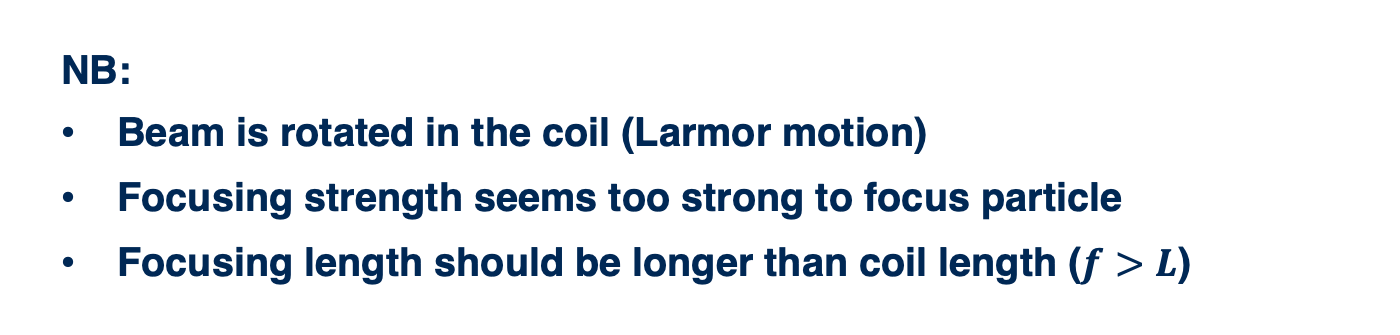 NB:
• Beam is rotated in the coil (Larmor motion)
• Focusing strength seems too strong to focus particle
• Focusing length should be longer than coil length (f > L)